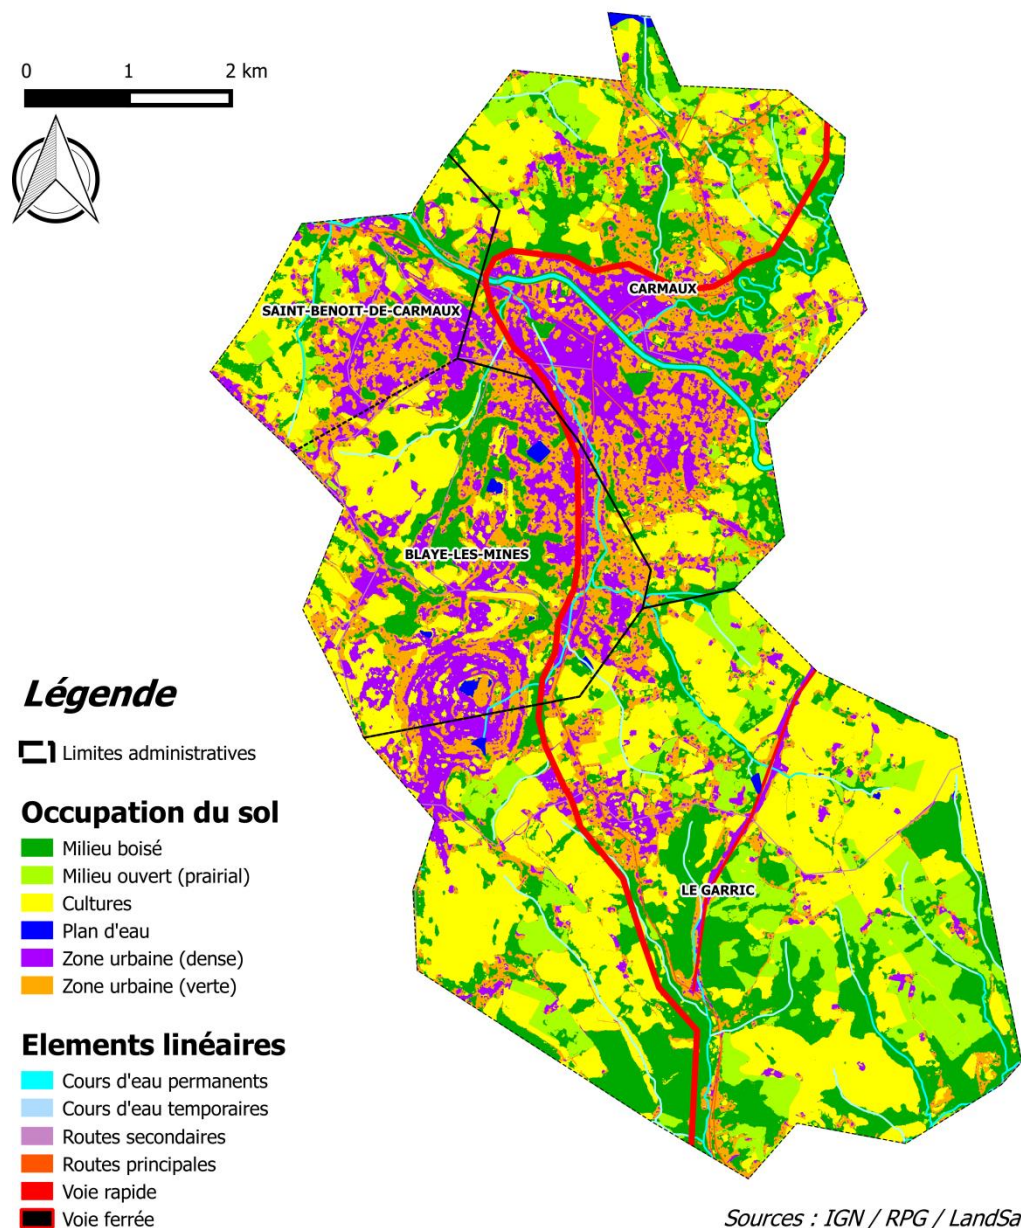 0 1 2 km
CARMAUX
SAINT-BENOIT-DE-CARMAUX
BLAYE-LES-MINES
LE GARRIC
Légende
Limites administratives
Occupation du sol
Milieu boisé
Milieu ouvert (prairial)
Cultures
Plan d'eau
Zone urbaine (dense)
Zone urbaine (verte)
Elements linéaires
Cours d'eau permanents
Cours d'eau temporaires
Routes secondaires
Routes principales
Voie rapide
Voie ferrée
Sources : IGN / RPG / LandSa